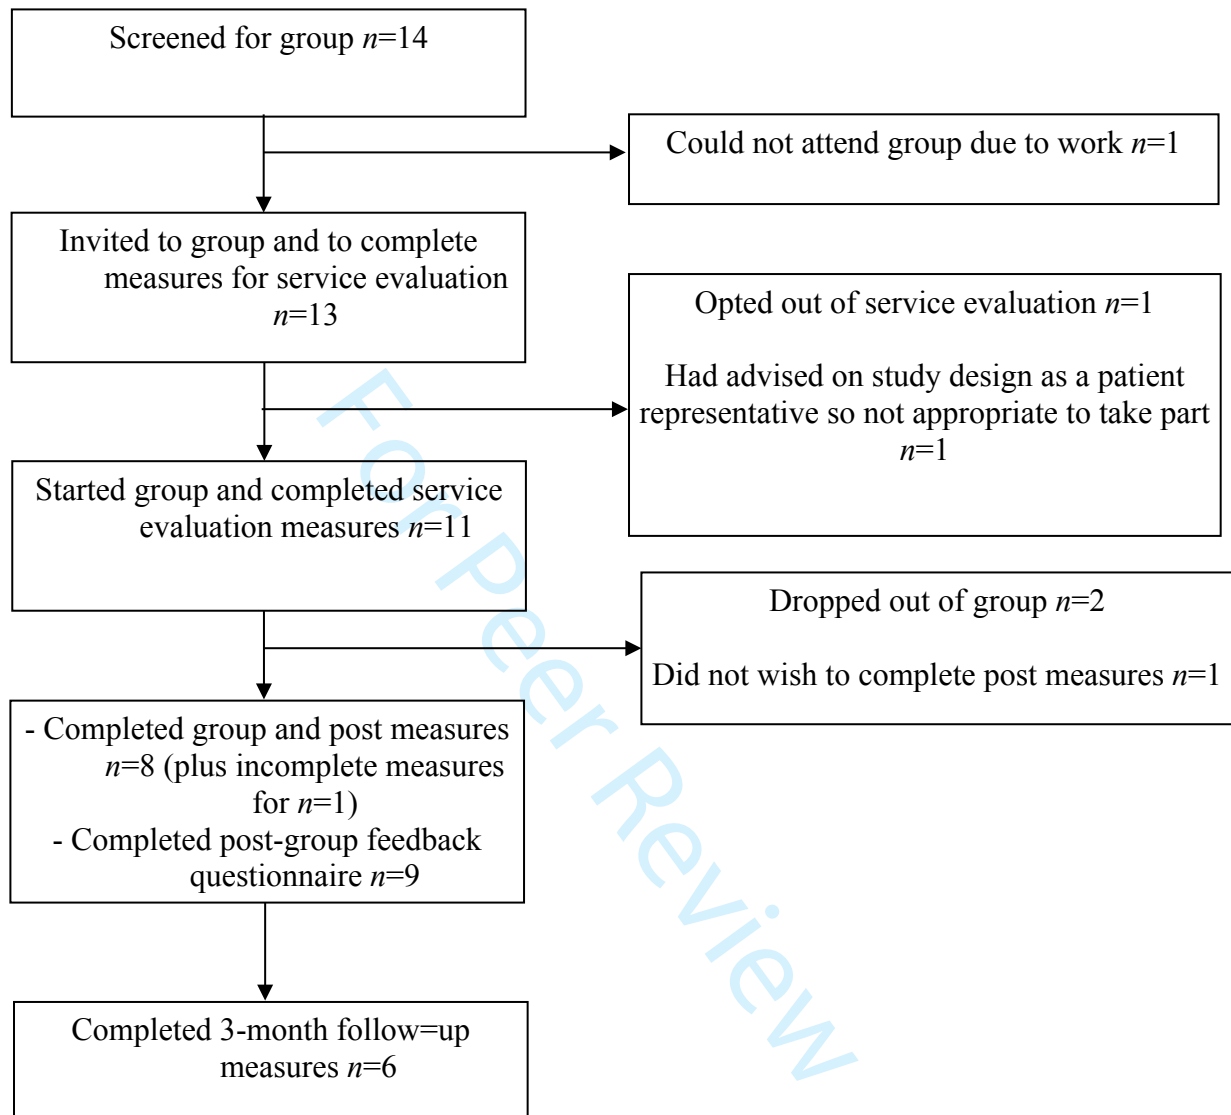 Screened for group n=14
Could not attend group due to work n=1
Invited to group and to complete
measures for service evaluation
n=13
Opted out of service evaluation n=1
Had advised on study design as a patient
representative so not appropriate to take part
n=1
Started group and completed service
evaluation measures n=11
Dropped out of group n=2
Did not wish to complete post measures n=1
- Completed group and post measures
n=8 (plus incomplete measures
for n=1)
- Completed post-group feedback
questionnaire n=9
Completed 3-month follow=up
measures n=6
For Peer Review